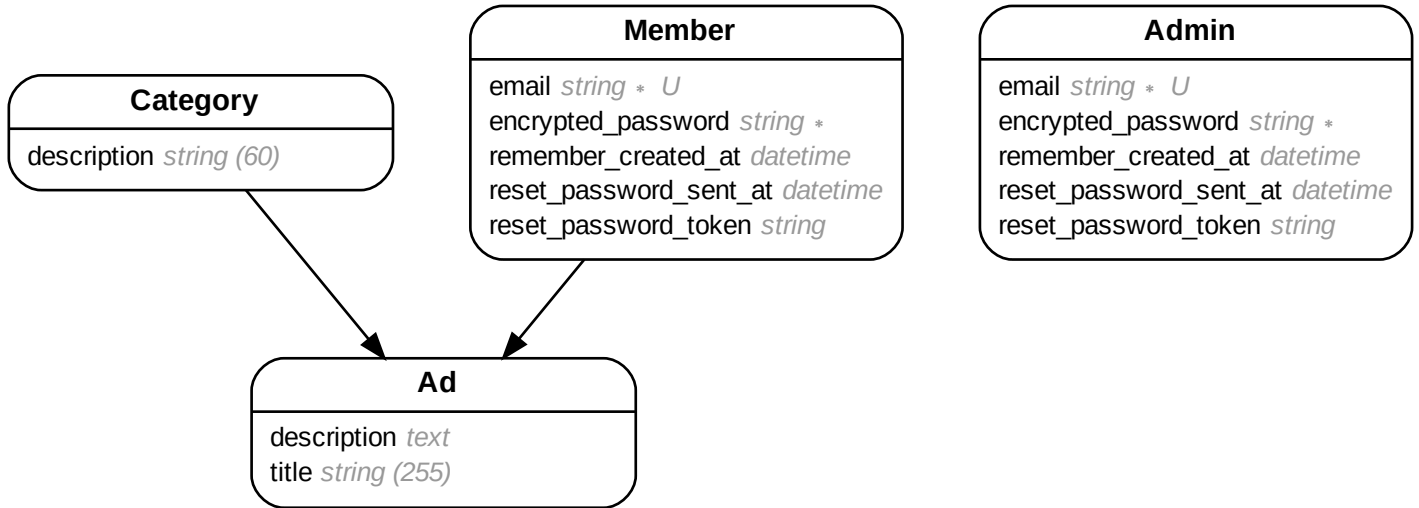 Category
description string (60)
Member
email string * U
encrypted_password string *
remember_created_at datetime
reset_password_sent_at datetime
reset_password_token string
Admin
email string * U
encrypted_password string *
remember_created_at datetime
reset_password_sent_at datetime
reset_password_token string
Ad
description text
title string (255)